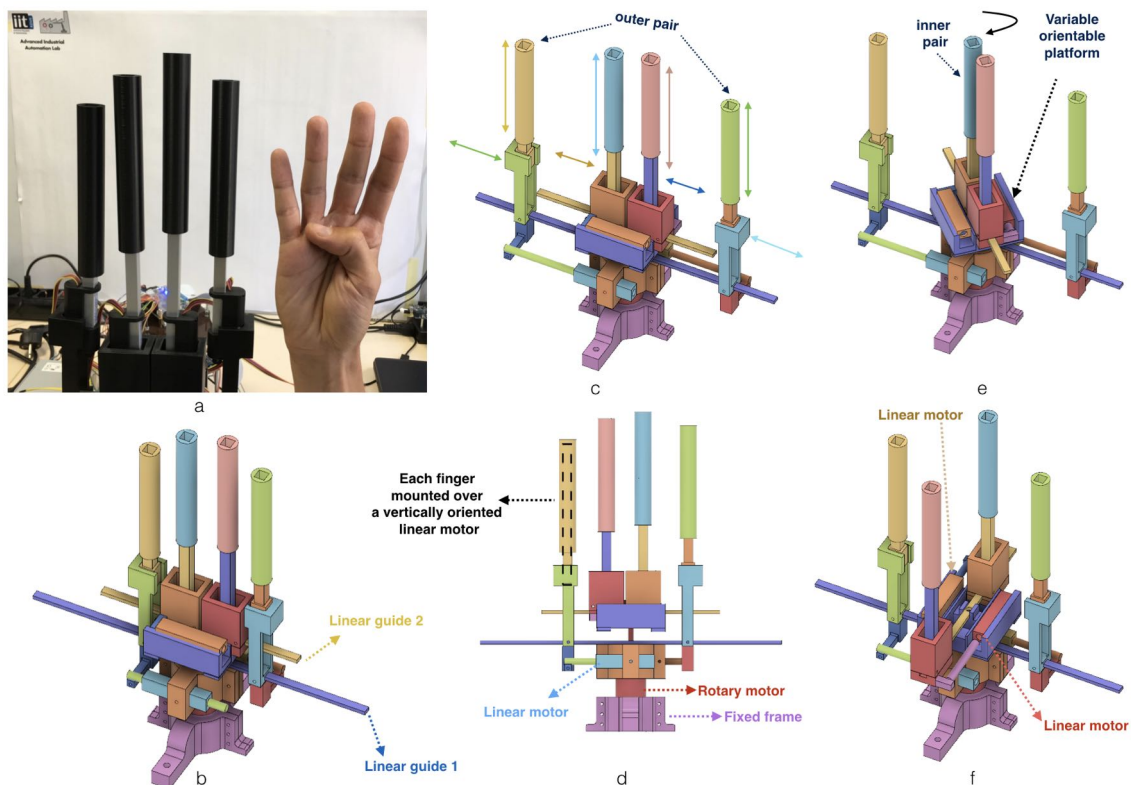 iit
Advanced Industrial
Automation Lab
a
outer pair
c
inner
pair
Variable
orientable
platform
e
Linear guide 2
Linear guide 1
b
Each finger
mounted over
a vertically oriented
linear motor
Linear motor
Rotary motor
Fixed frame
d
Linear motor
Linear motor
f